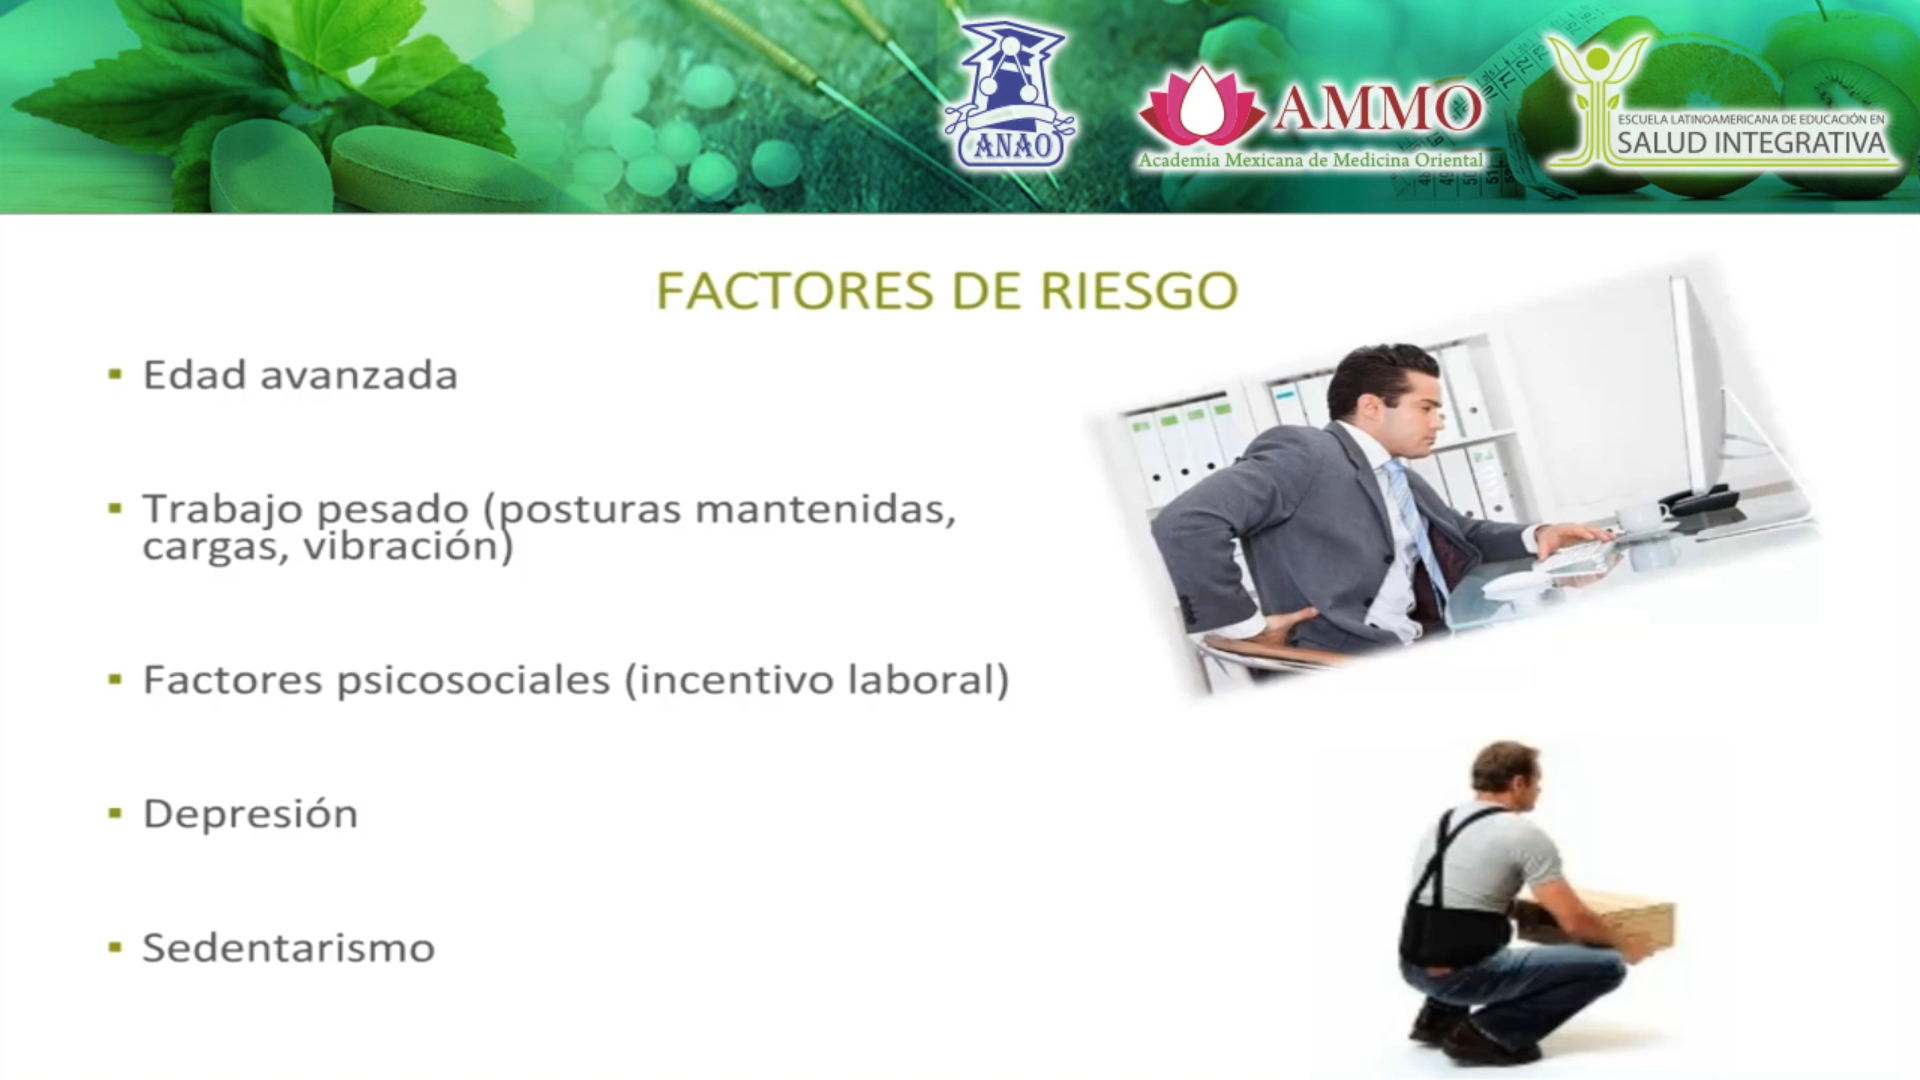 ANAO
AMMO
Academia Mexicana de Medicina Oriental
ESCUELA LATINOAMERICANA DE EDUCACIÓN EN
SALUD INTEGRATIVA
FACTORES DE RIESGO
▪ Edad avanzada
▪ Trabajo pesado (posturas mantenidas,
cargas, vibración)
▪ Factores psicosociales (incentivo laboral)
▪ Depresión
▪ Sedentarismo